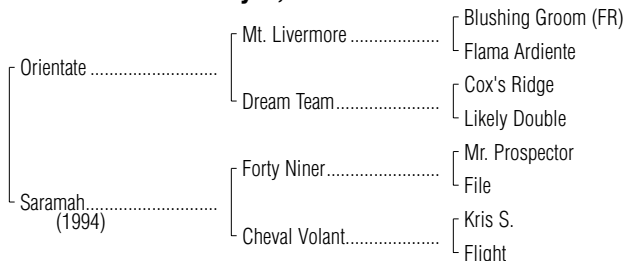 Blushing Groom (FR)
Mt. Livermore .....................
Flama Ardiente
Orientate .............................
Cox's Ridge
Dream Team........................
Likely Double
Mr. Prospector
Forty Niner..........................
File
Saramah..............................
(1994)
Kris S.
Cheval Volant......................
Flight